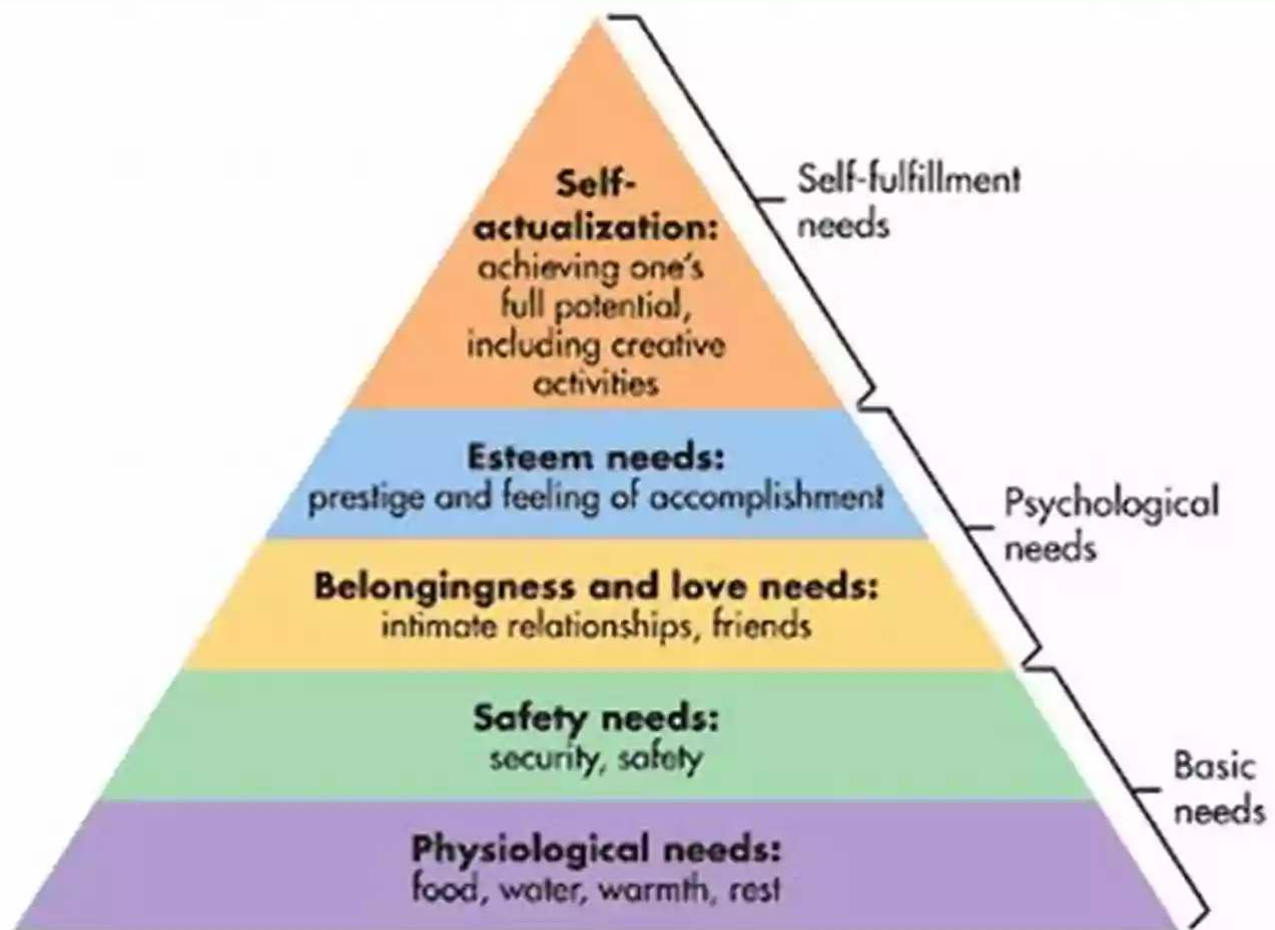 Self-
actualization:
achieving one's
full potential,
including creative
activities
Self-fulfillment
needs
Esteem needs:
prestige and feeling of accomplishment
Belongingness and love needs:
intimate relationships, friends
Psychological
needs
Safety needs:
security, safety
Physiological needs:
food, water, warmth, rest
Basic
needs